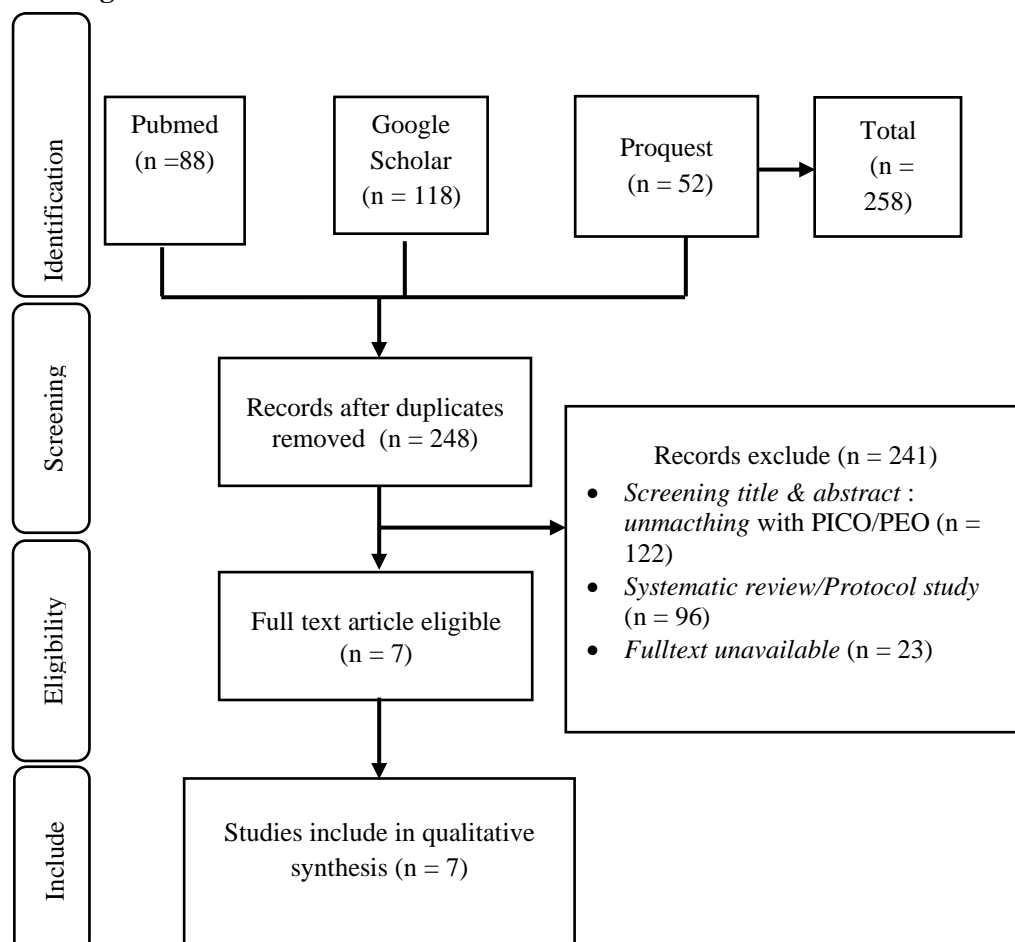 Identification
Pubmed
(n =88)
Google
Scholar
(n = 118)
Proquest
(n = 52)
Total
(n =
258)
Screening
Records after duplicates
removed (n = 248)
Records exclude (n = 241)
• Screening title & abstract :
unmacthing with PICO/PEO (n =
122)
• Systematic review/Protocol study
(n = 96)
• Fulltext unavailable (n = 23)
Eligibility
Full text article eligible
(n = 7)
Include
Studies include in qualitative
synthesis (n = 7)